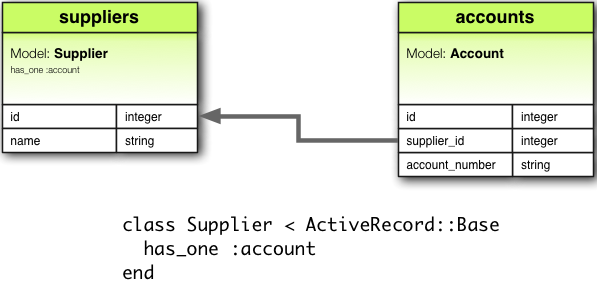 suppliers
Model: Supplier
has_one :account
id integer
name string
accounts
Model: Account
id integer
supplier_id integer
account_number string
class Supplier < ActiveRecord::Base
  has_one :account
end